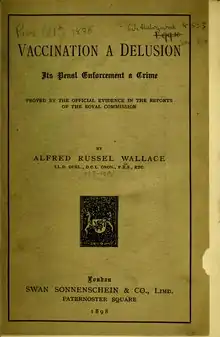 1898
VACCINATION A DELUSION
Its Penal Enforcement a Crime
PROVED BY THE OFFICIAL EVIDENCE IN THE REPORTS
OF THE ROYAL COMMISSION
BY
ALFRED RUSSEL WALLACE
LL.D. DUBL., D.C.L. OXON., F.R.S., ETC.
London
SWAN SONNENSCHEIN & CO., LIMD.
PATERNOSTER SQUARE
1898